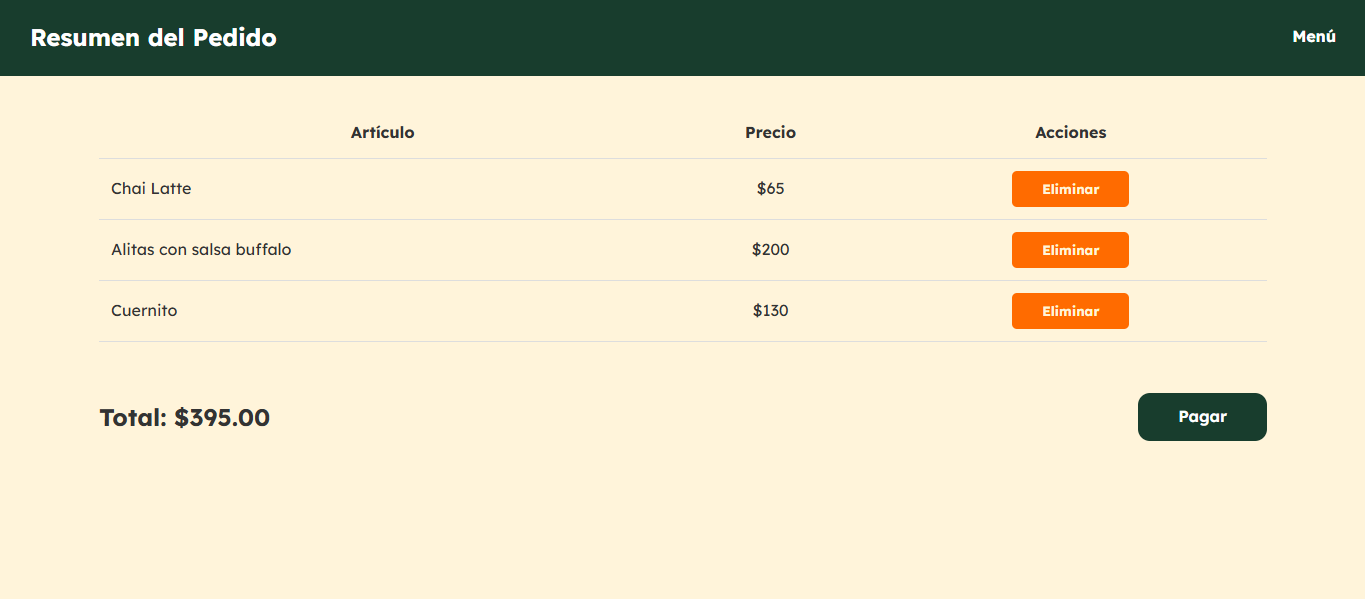 Resumen del Pedido Menú
Artículo Precio Acciones
Chai Latte $65 Eliminar
Alitas con salsa buffalo $200 Eliminar
Cuernito $130 Eliminar
Total: $395.00 Pagar